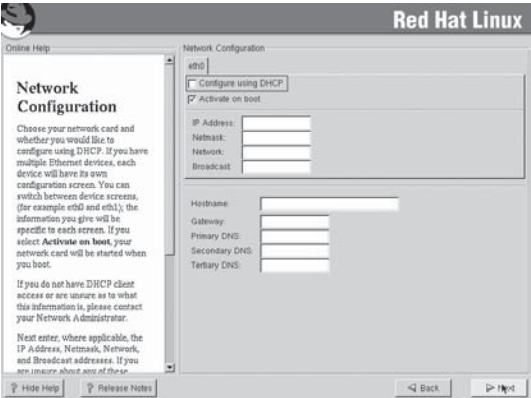 Red Hat Linux
Online Help
Network
Configuration
Choose your network card and
whether you would like to
configure using DHCP. If you have
multiple Ethernet devices, each
device will have its own
configuration screen. You can
switch between device screens,
(for example eth0 and eth1); the
information you give will be
specific to each screen. If you
select Activate on boot, your
network card will be started when
you boot.
If you do not have DHCP client
access or are unsure as to what
this information is, please contact
your Network Administrator.
Next enter, where applicable, the
IP Address, Netmask, Network,
and Broadcast addresses. If you
are unsure about any of these
Network Configuration
eth0
Configure using DHCP
Activate on boot
IP Address:
Netmask:
Network:
Broadcast:
Hostname:
Gateway:
Primary DNS:
Secondary DNS:
Tertiary DNS:
Hide Help
Release Notes
Back
Next